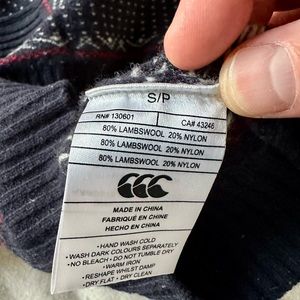 S/P
RN# 130601 CA# 43246
80% LAMBSWOOL 20% NYLON
80% LAMBSWOOL 20% NYLON
80% LAMBSWOOL 20% NYLON
MADE IN CHINA
FABRIQUÉ EN CHINE
HECHO EN CHINA
• HAND WASH COLD
• WASH DARK COLOURS SEPARATELY
• NO BLEACH • DO NOT TUMBLE DRY
• WARM IRON
• RESHAPE WHILST DAMP
• DRY FLAT • DRY CLEAN